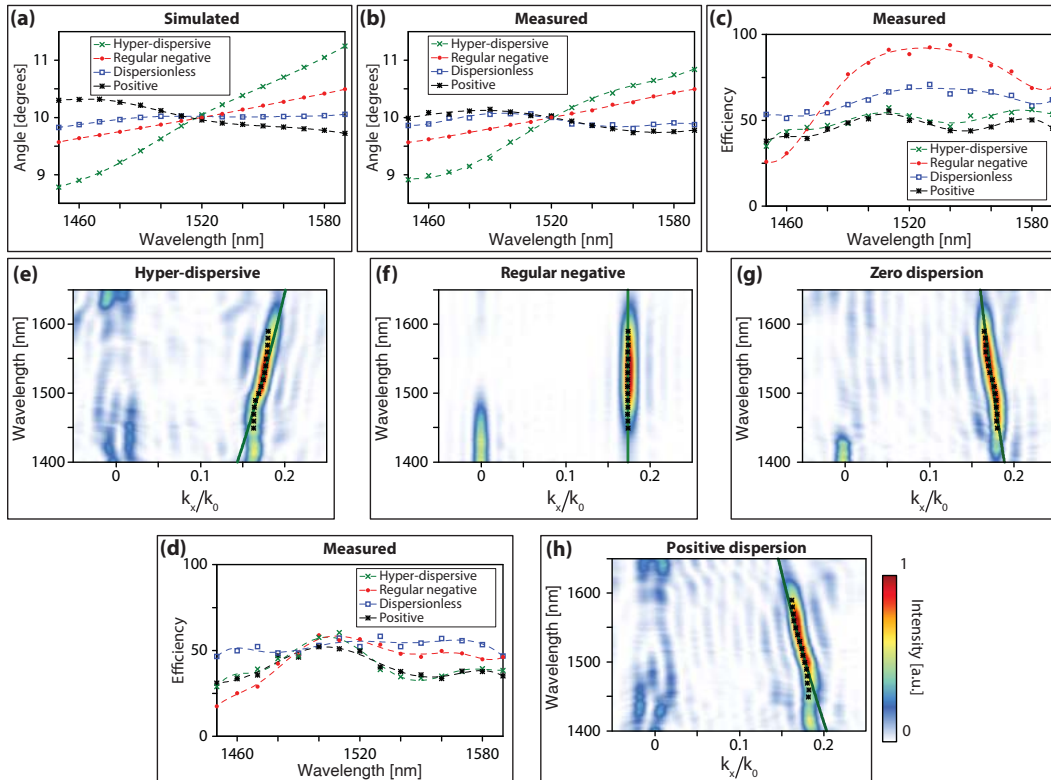 (a)
Simulated
Hyper-dispersive
Regular negative
Dispersionless
Positive
11
10
9
Angle [degrees]
1460
1520
1580
Wavelength [nm]
(b)
Measured
Hyper-dispersive
Regular negative
Dispersionless
Positive
11
10
9
Angle [degrees]
1460
1520
1580
Wavelength [nm]
(c)
Measured
100
50
0
Efficiency
Hyper-dispersive
Regular negative
Dispersionless
Positive
1460
1520
1580
Wavelength [nm]
(e)
Hyper-dispersive
1600
1500
1400
Wavelength [nm]
0
0.1
0.2
kx/k0
(f)
Regular negative
1600
1500
1400
Wavelength [nm]
0
0.1
0.2
kx/k0
(g)
Zero dispersion
1600
1500
1400
Wavelength [nm]
0
0.1
0.2
kx/k0
(d)
Measured
Hyper-dispersive
Regular negative
Dispersionless
Positive
100
50
0
Efficiency
1460
1520
1580
Wavelength [nm]
(h)
Positive dispersion
1600
1500
1400
Wavelength [nm]
0
0.1
0.2
kx/k0
1
0
Intensity [a.u.]